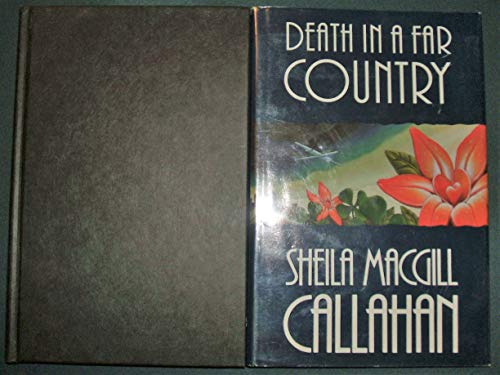 DEATH IN A FAR
COUNTRY
SHEILA MACGILL
CALLAHAN